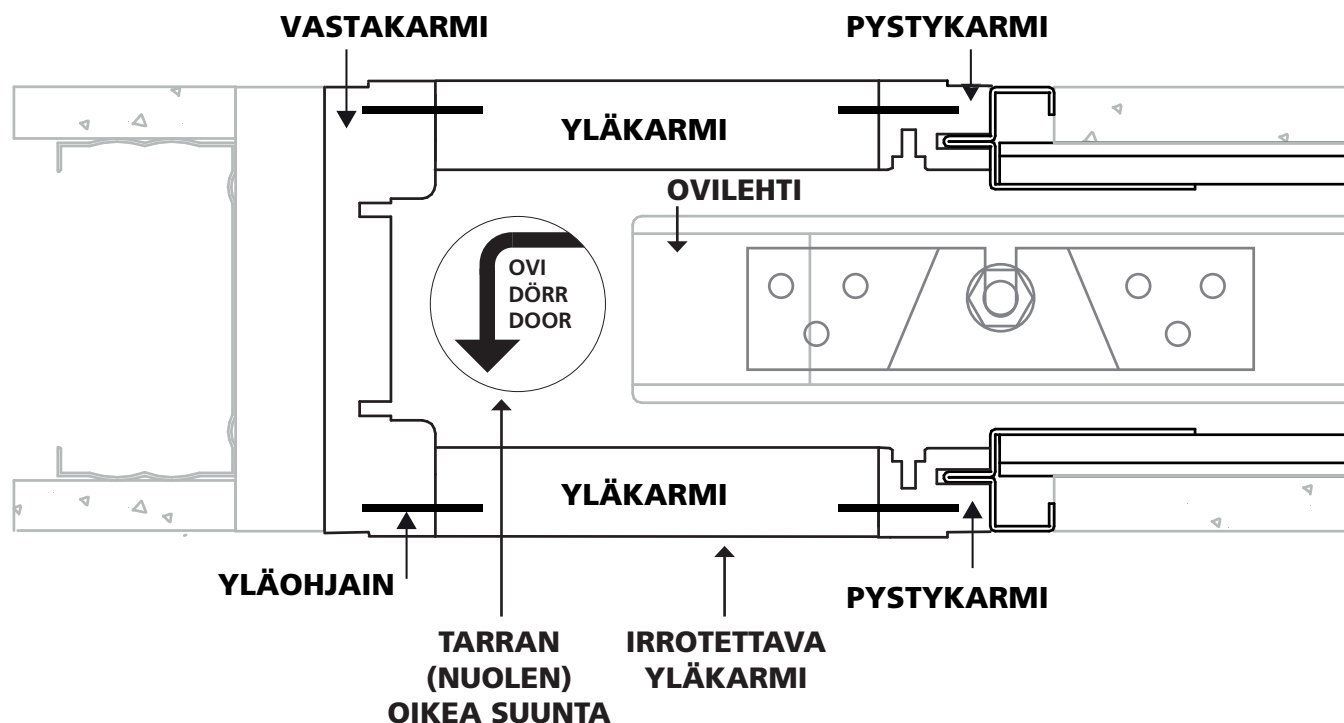 VASTAKARMI
PYSTYKARMI
YLÄKARMI
OVILEHTI
OVI
DÖRR
DOOR
YLÄKARMI
YLÄOHJAIN
PYSTYKARMI
TARRAN
(NUOLEN)
OIKEA SUUNTA
IRROTETTAVA
YLÄKARMI